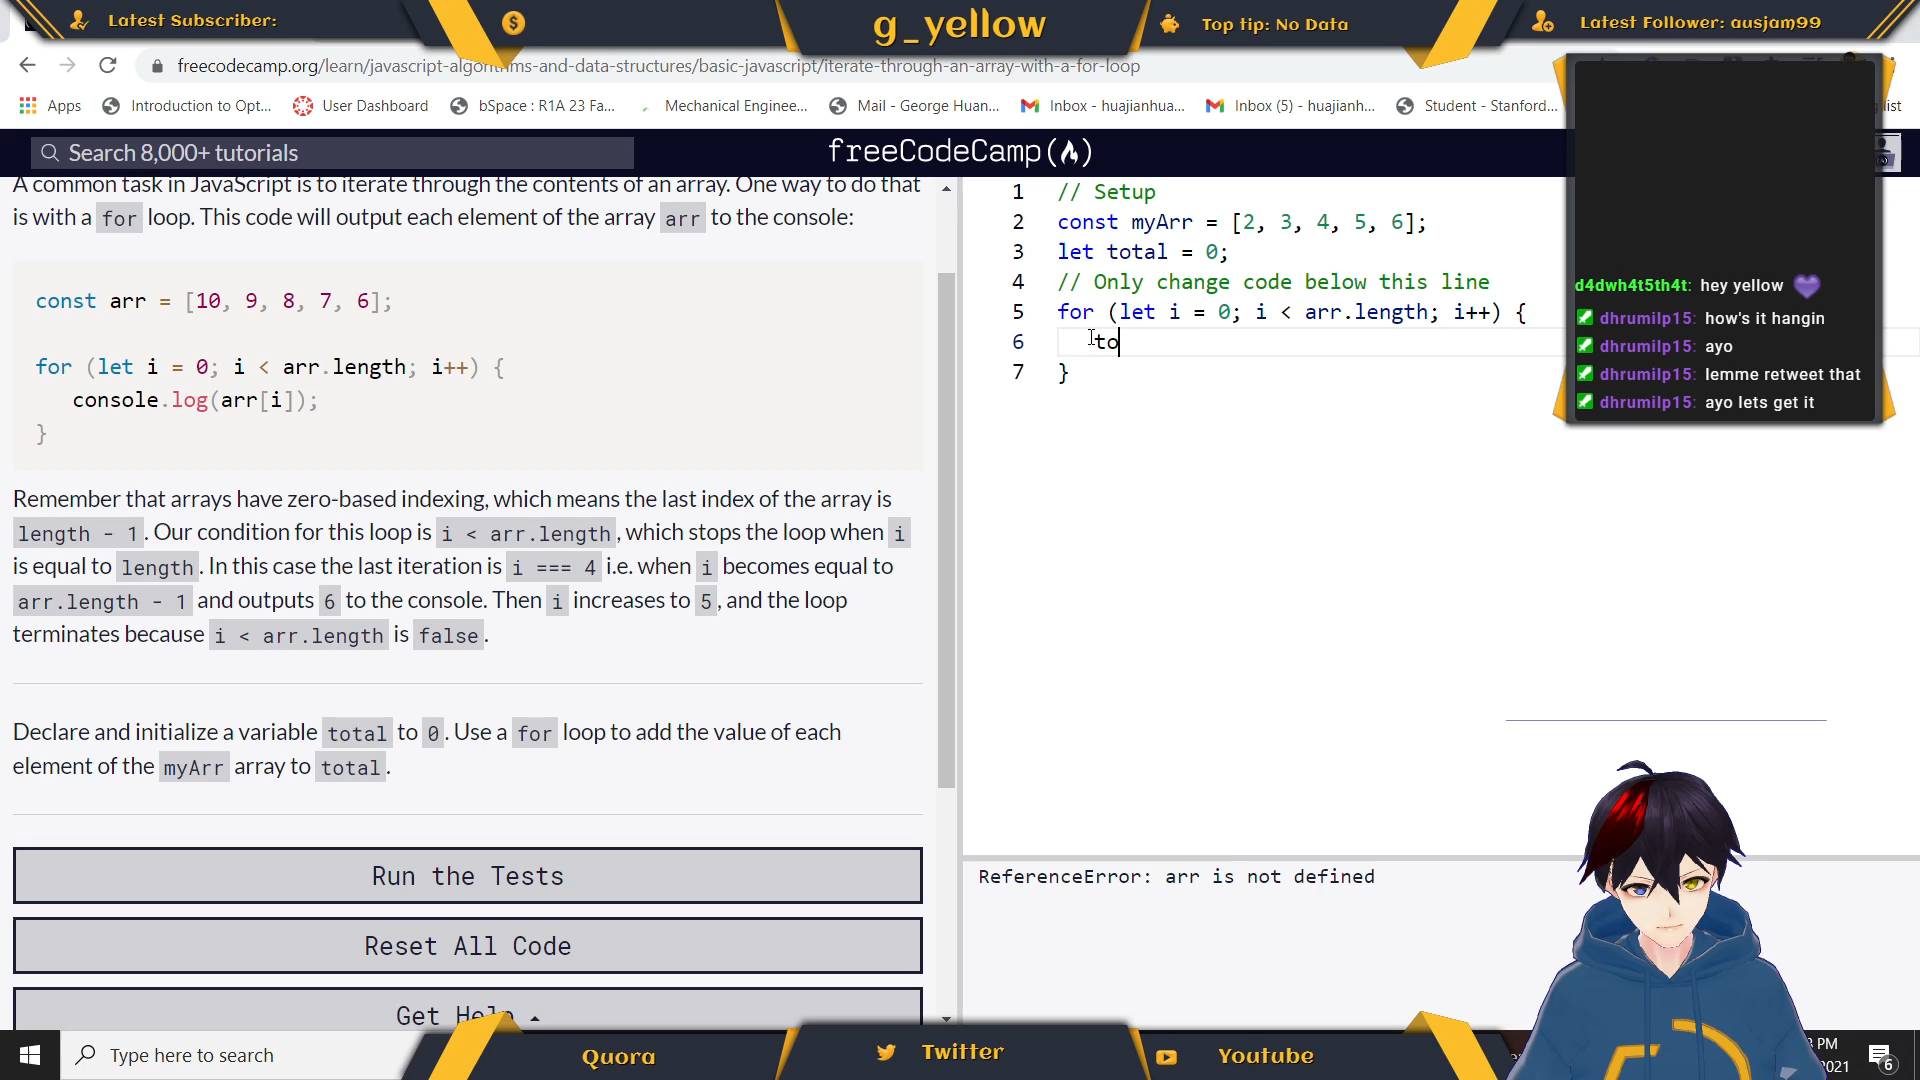 Latest Subscriber:
g_yellow
Top tip: No Data
Latest Follower: ausjam99
freecodecamp.org/learn/javascript-algorithms-and-data-structures/basic-javascript/iterate-through-an-array-with-a-for-loop
Apps
Introduction to Opt...
User Dashboard
bSpace : R1A 23 Fa...
Mechanical Enginee...
Mail - George Huan...
Inbox - huajianhua...
Inbox (5) - huajianh...
Student - Stanford...
Search 8,000+ tutorials
freeCodeCamp
A common task in JavaScript is to iterate through the contents of an array. One way to do that
is with a for loop. This code will output each element of the array arr to the console:
const arr = [10, 9, 8, 7, 6];
for (let i = 0; i < arr.length; i++) {
console.log(arr[i]);
}
Remember that arrays have zero-based indexing, which means the last index of the array is
length - 1. Our condition for this loop is i < arr.length, which stops the loop when i
is equal to length. In this case the last iteration is i === 4 i.e. when i becomes equal to
arr.length - 1 and outputs 6 to the console. Then i increases to 5, and the loop
terminates because i < arr.length is false.
Declare and initialize a variable total to 0. Use a for loop to add the value of each
element of the myArr array to total.
Run the Tests
Reset All Code
Get Help
1 // Setup
2 const myArr = [2, 3, 4, 5, 6];
3 let total = 0;
4 // Only change code below this line
5 for (let i = 0; i < arr.length; i++) {
6 to
7 }
ReferenceError: arr is not defined
d4dwh4t5th4t: hey yellow
dhrumilp15: how's it hangin
dhrumilp15: ayo
dhrumilp15: lemme retweet that
dhrumilp15: ayo lets get it
Type here to search
Quora
Twitter
Youtube
PM
2021
6